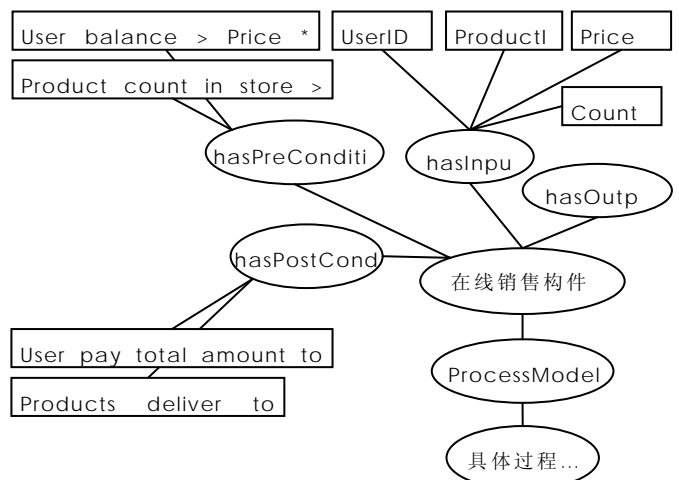 User balance > Price *
UserID
ProductI
Price
Product count in store >
Count
hasPreConditi
hasInpu
hasOutp
hasPostCond
在线销售构件
User pay total amount to
ProcessModel
Products deliver to
具体过程…